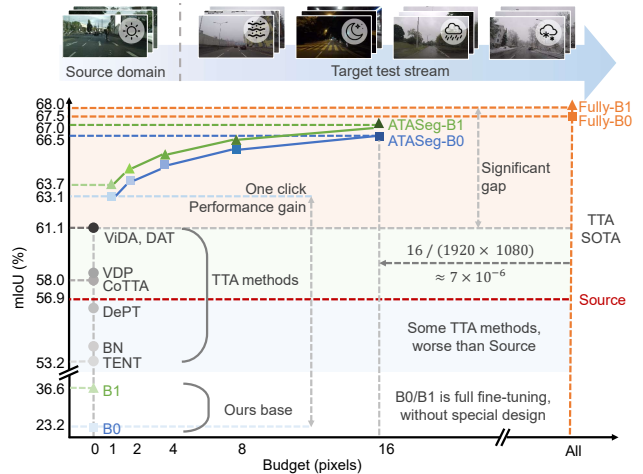 Source domain
Target test stream
68.0
67.5
67.0
66.5
63.7
63.1
61.1
58.0
56.9
53.2
36.6
23.2
mIoU (%)
Fully-B1
Fully-B0
ATASeg-B1
ATASeg-B0
One click
Performance gain
Significant
gap
TTA
SOTA
ViDA, DAT
VDP
CoTTA
DePT
BN
TENT
TTA methods
16 / (1920 × 1080)
≈ 7 × 10⁻⁶
Source
Some TTA methods,
worse than Source
B1
B0
Ours base
B0/B1 is full fine-tuning,
without special design
0 1 2 4 8 16 All
Budget (pixels)